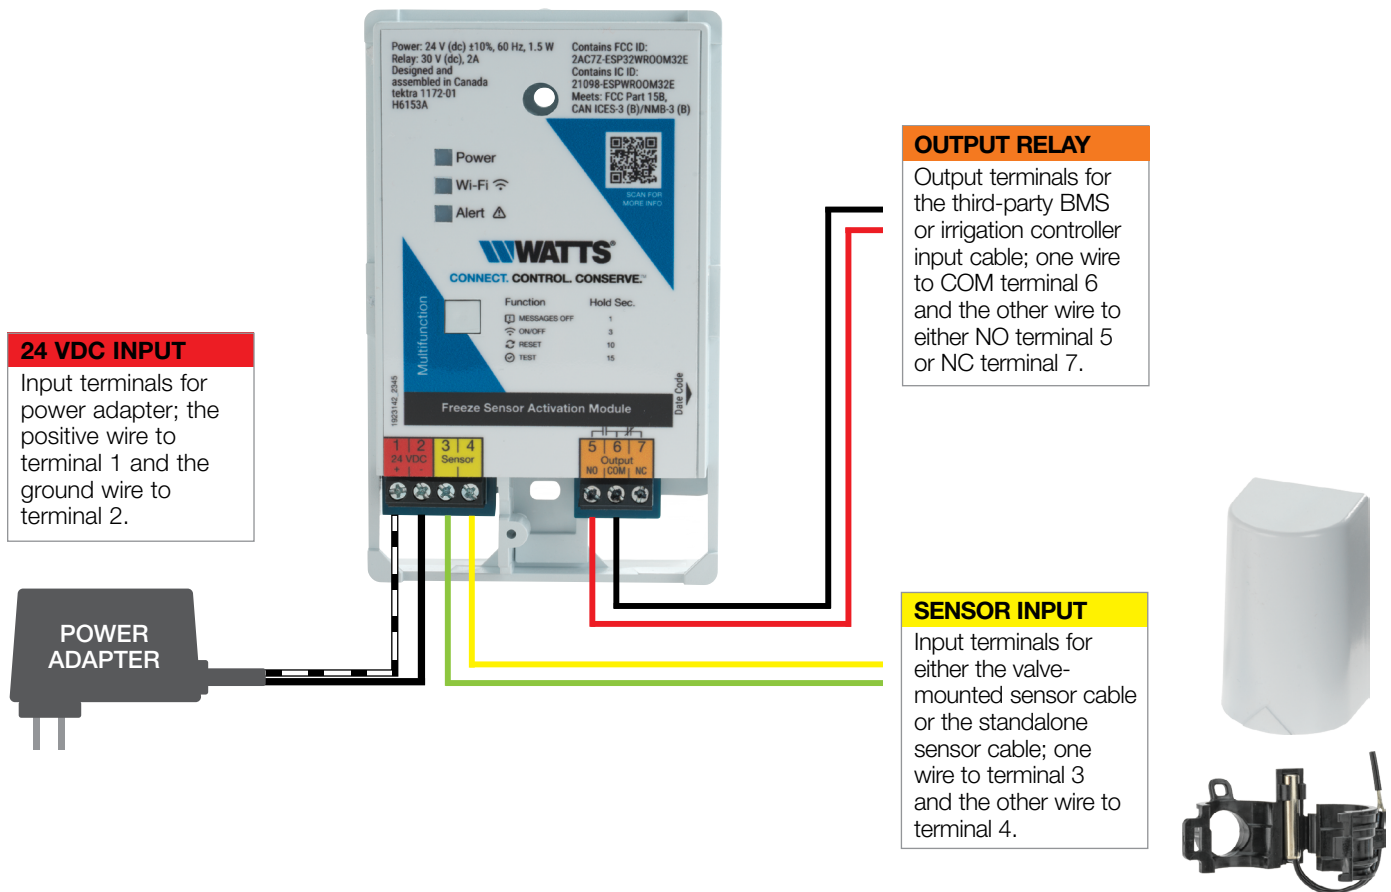 Power: 24 V (dc) ±10%, 60 Hz, 1.5 W
Relay: 30 V (dc), 2A
Designed and
assembled in Canada
tektra 1172-01
H6153A
Contains FCC ID:
2AC7Z-ESP32WROOM32E
Contains IC ID:
21098-ESPWROOM32E
Meets: FCC Part 15B,
CAN ICES-3 (B)/NMB-3 (B)
Power
Wi-Fi
Alert
SCAN FOR
MORE INFO
WATTS®
CONNECT. CONTROL. CONSERVE.™
Multifunction
Function Hold Sec.
MESSAGES OFF 1
ON/OFF 3
RESET 10
TEST 15
1923142_2345
Date Code
Freeze Sensor Activation Module
1 2 3 4
24 VDC Sensor
+ -
5 6 7
Output
NO COM NC
24 VDC INPUT
Input terminals for
power adapter; the
positive wire to
terminal 1 and the
ground wire to
terminal 2.
POWER
ADAPTER
OUTPUT RELAY
Output terminals for
the third-party BMS
or irrigation controller
input cable; one wire
to COM terminal 6
and the other wire to
either NO terminal 5
or NC terminal 7.
SENSOR INPUT
Input terminals for
either the valve-
mounted sensor cable
or the standalone
sensor cable; one
wire to terminal 3
and the other wire to
terminal 4.